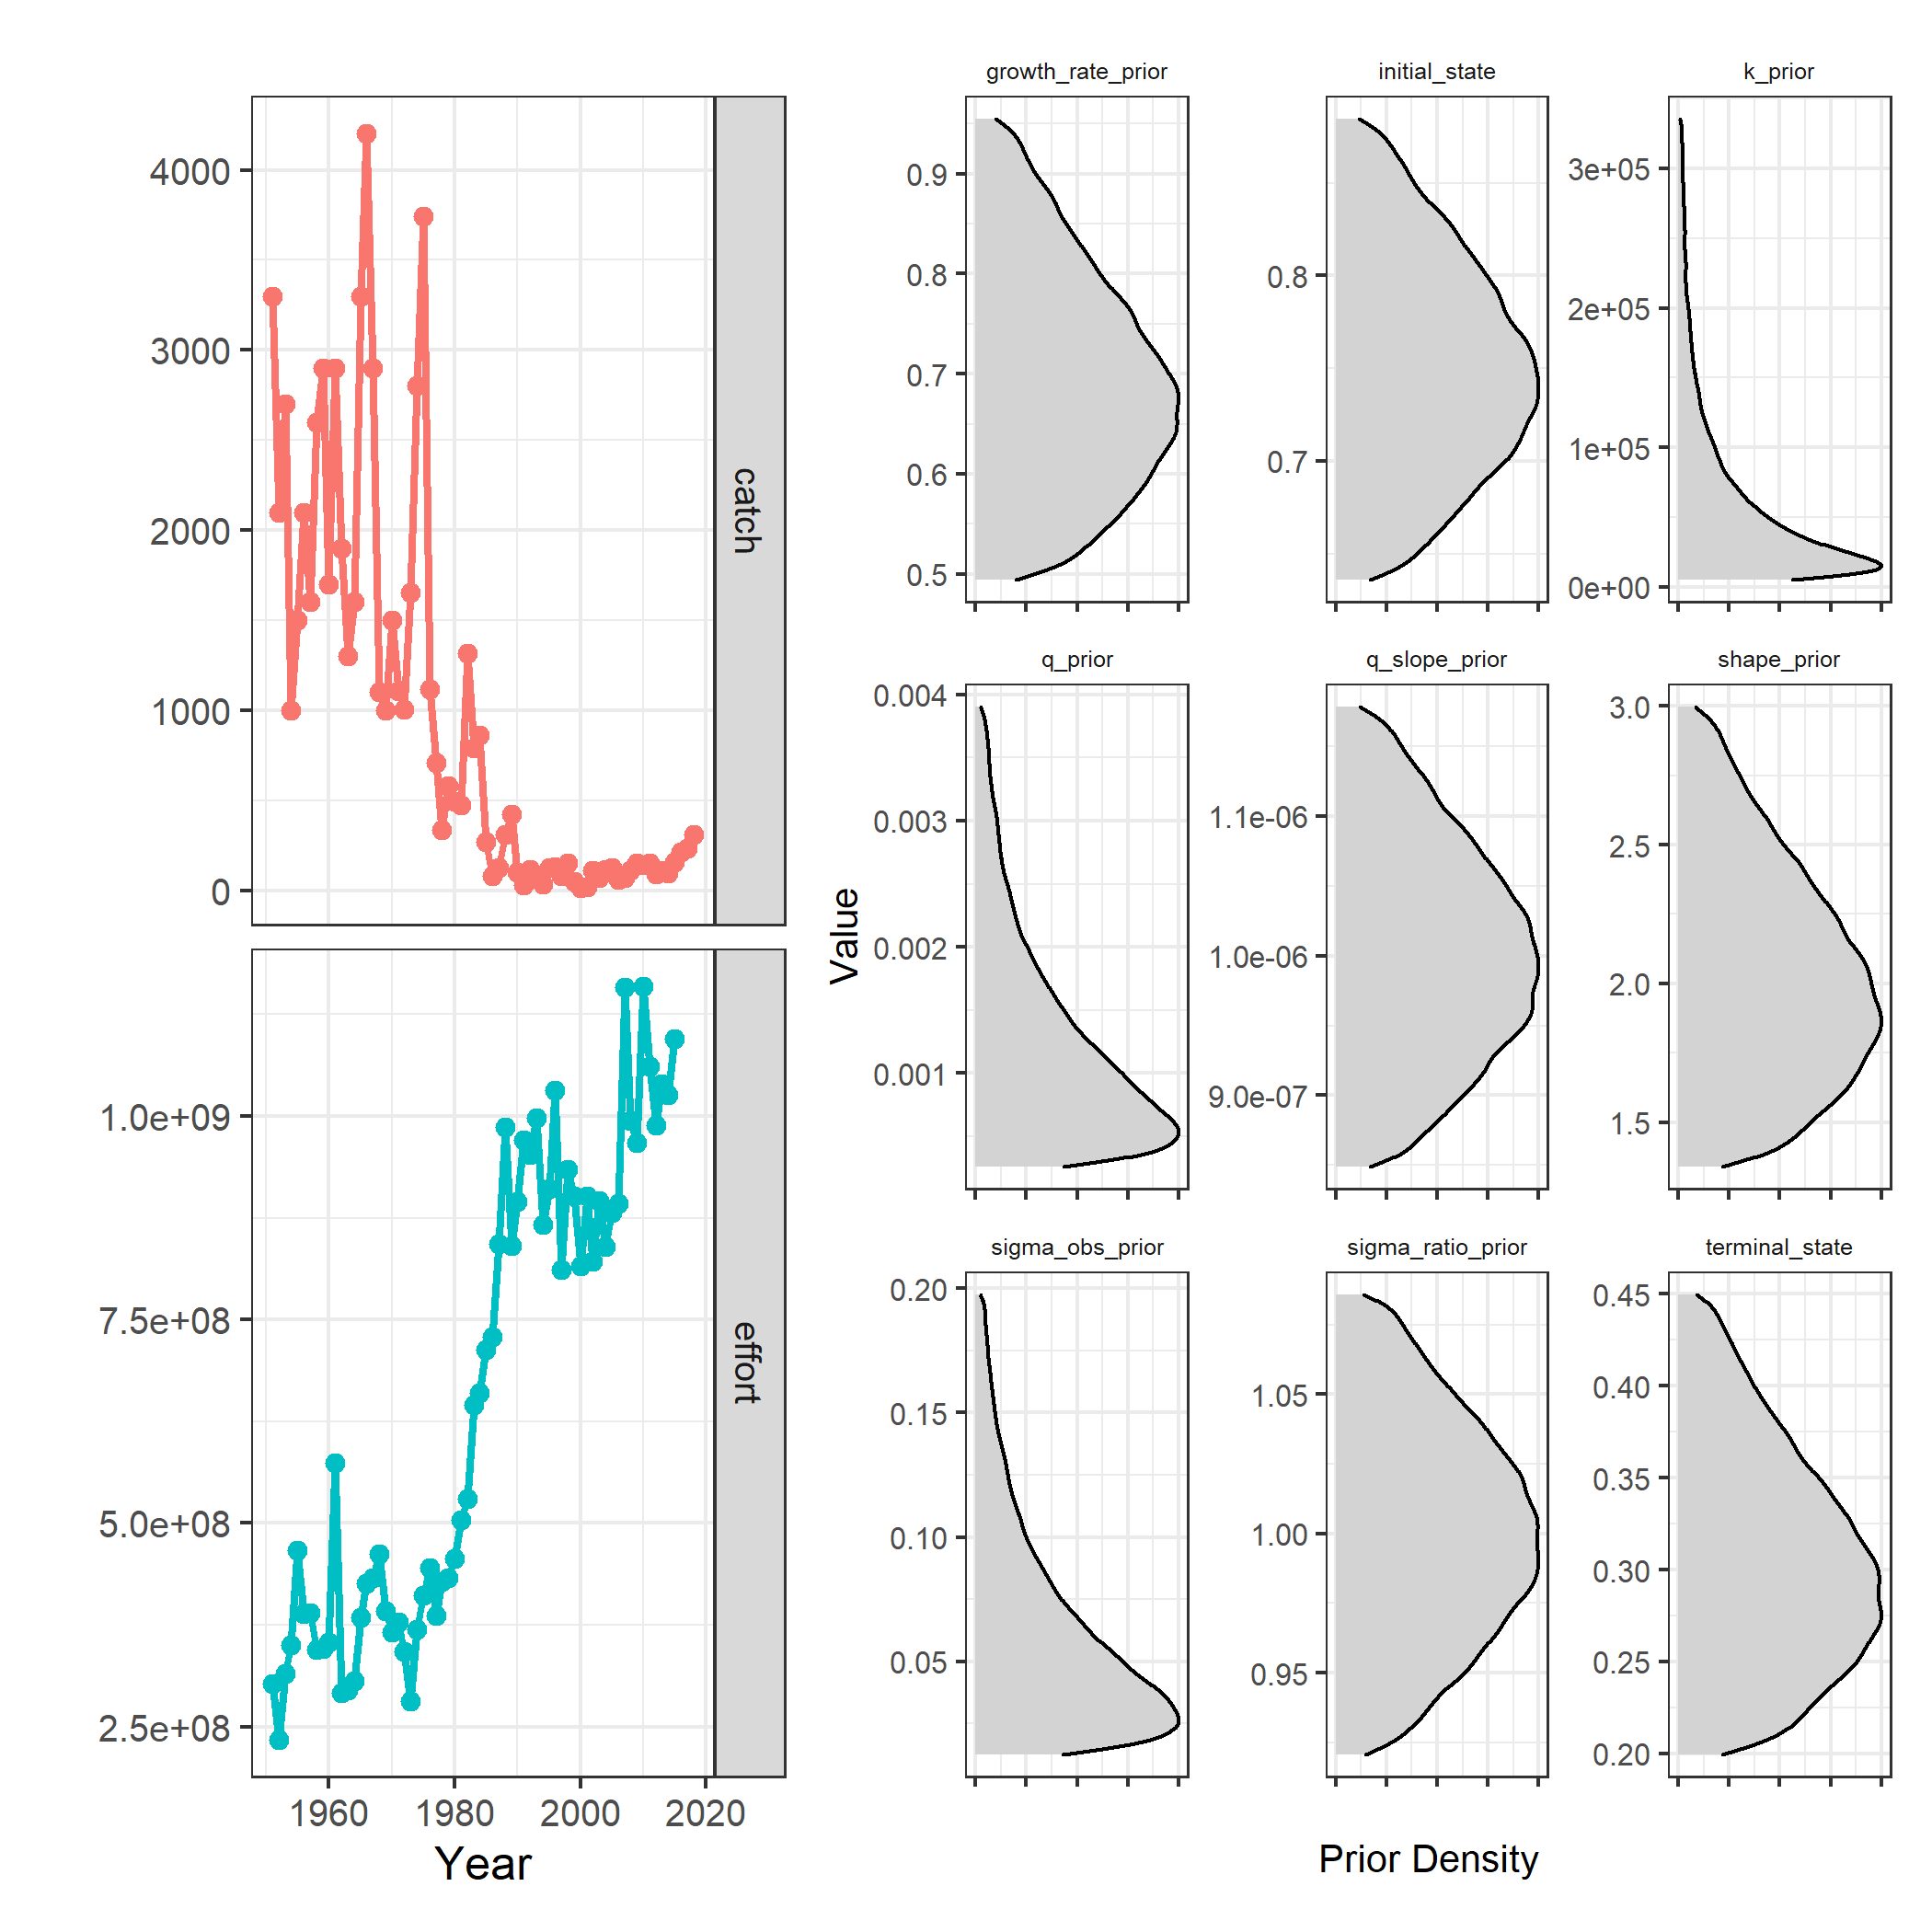 4000
3000
2000
1000
0
catch
1.0e+09
7.5e+08
5.0e+08
2.5e+08
effort
1960 1980 2000 2020
Year
Value
growth_rate_prior
0.9
0.8
0.7
0.6
0.5
initial_state
0.8
0.7
k_prior
3e+05
2e+05
1e+05
0e+00
q_prior
0.004
0.003
0.002
0.001
q_slope_prior
1.1e-06
1.0e-06
9.0e-07
shape_prior
3.0
2.5
2.0
1.5
sigma_obs_prior
0.20
0.15
0.10
0.05
sigma_ratio_prior
1.05
1.00
0.95
terminal_state
0.45
0.40
0.35
0.30
0.25
0.20
Prior Density